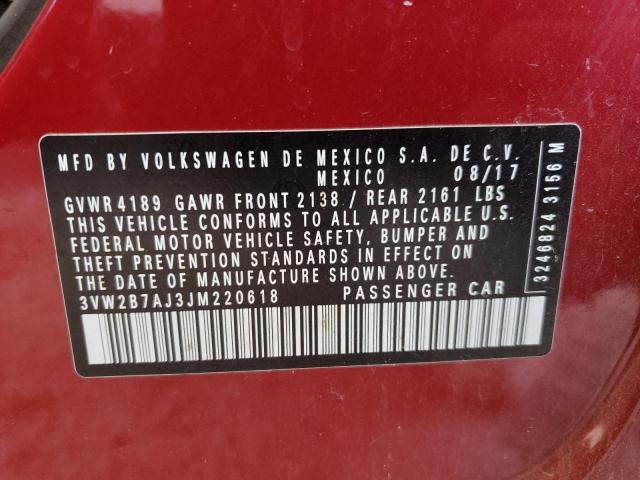 MFD BY VOLKSWAGEN DE MEXICO S.A. DE C.V.
MEXICO 08/17
GVWR 4189 GAWR FRONT 2138 / REAR 2161 LBS
THIS VEHICLE CONFORMS TO ALL APPLICABLE U.S.
FEDERAL MOTOR VEHICLE SAFETY, BUMPER AND
THEFT PREVENTION STANDARDS IN EFFECT ON
THE DATE OF MANUFACTURE SHOWN ABOVE.
3VW2B7AJ3JM220618 PASSENGER CAR
32468243 3156 M